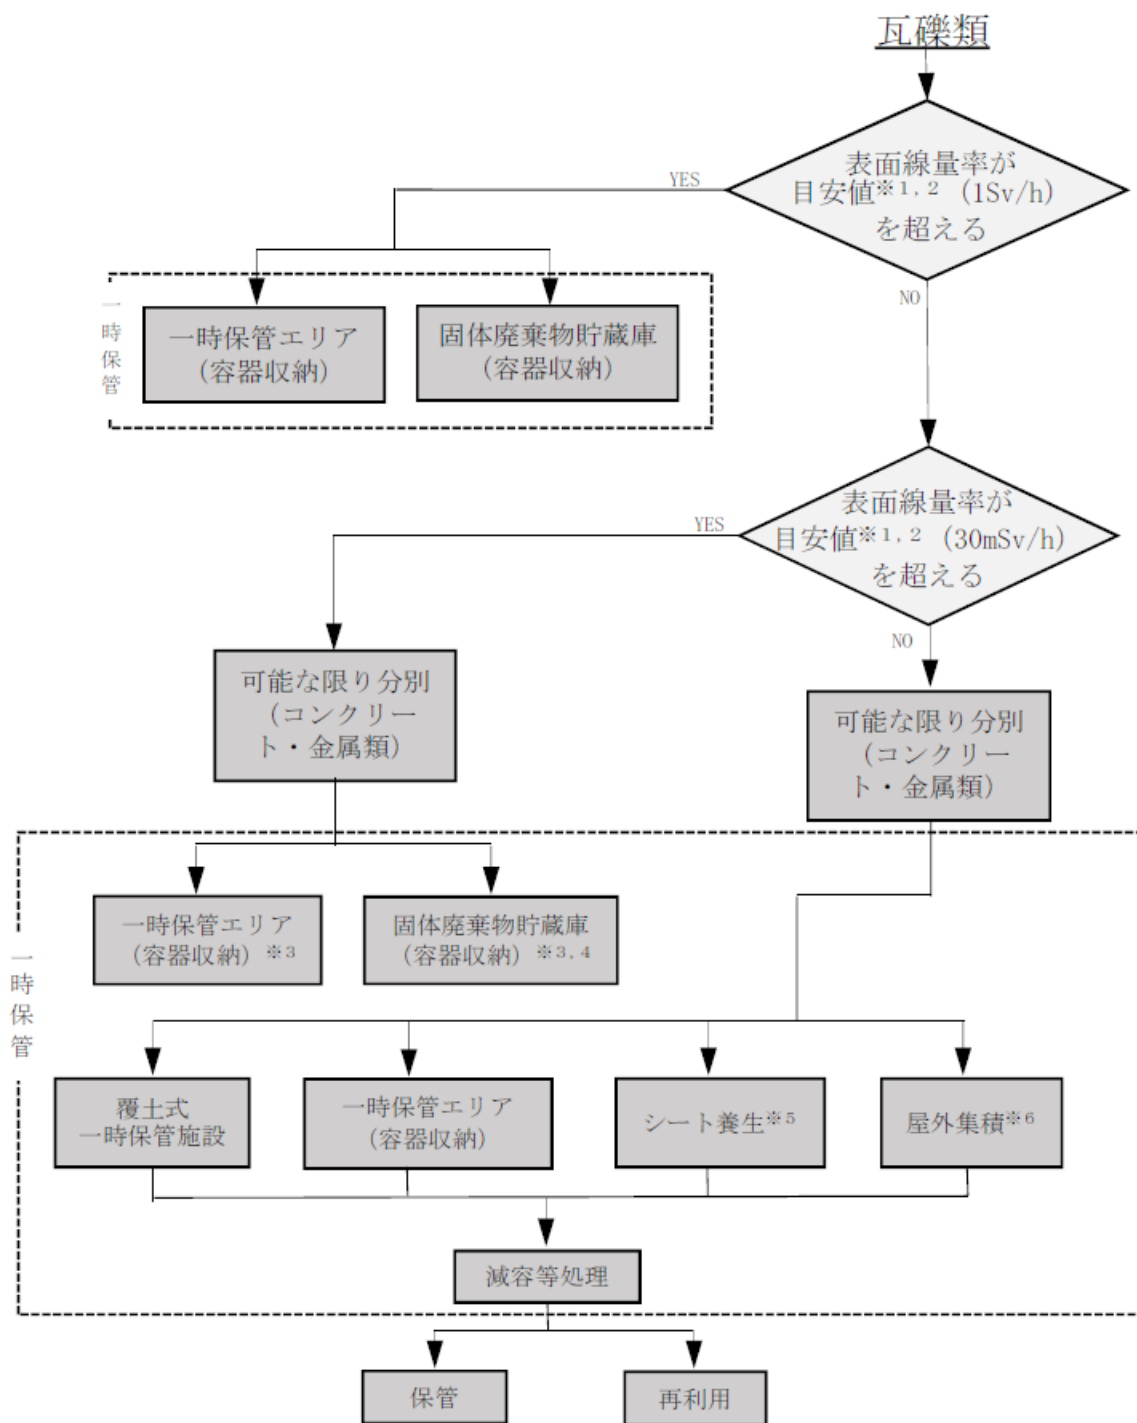 瓦礫類
表面線量率が
目安値※1,2（1Sv/h）
を超える
YES
NO
一時保管
一時保管エリア
（容器収納）
固体廃棄物貯蔵庫
（容器収納）
表面線量率が
目安値※1,2（30mSv/h）
を超える
YES
NO
可能な限り分別
（コンクリー
ト・金属類）
可能な限り分別
（コンクリー
ト・金属類）
一時保管
一時保管エリア
（容器収納）※3
固体廃棄物貯蔵庫
（容器収納）※3,4
覆土式
一時保管施設
一時保管エリア
（容器収納）
シート養生※5
屋外集積※6
減容等処理
保管
再利用